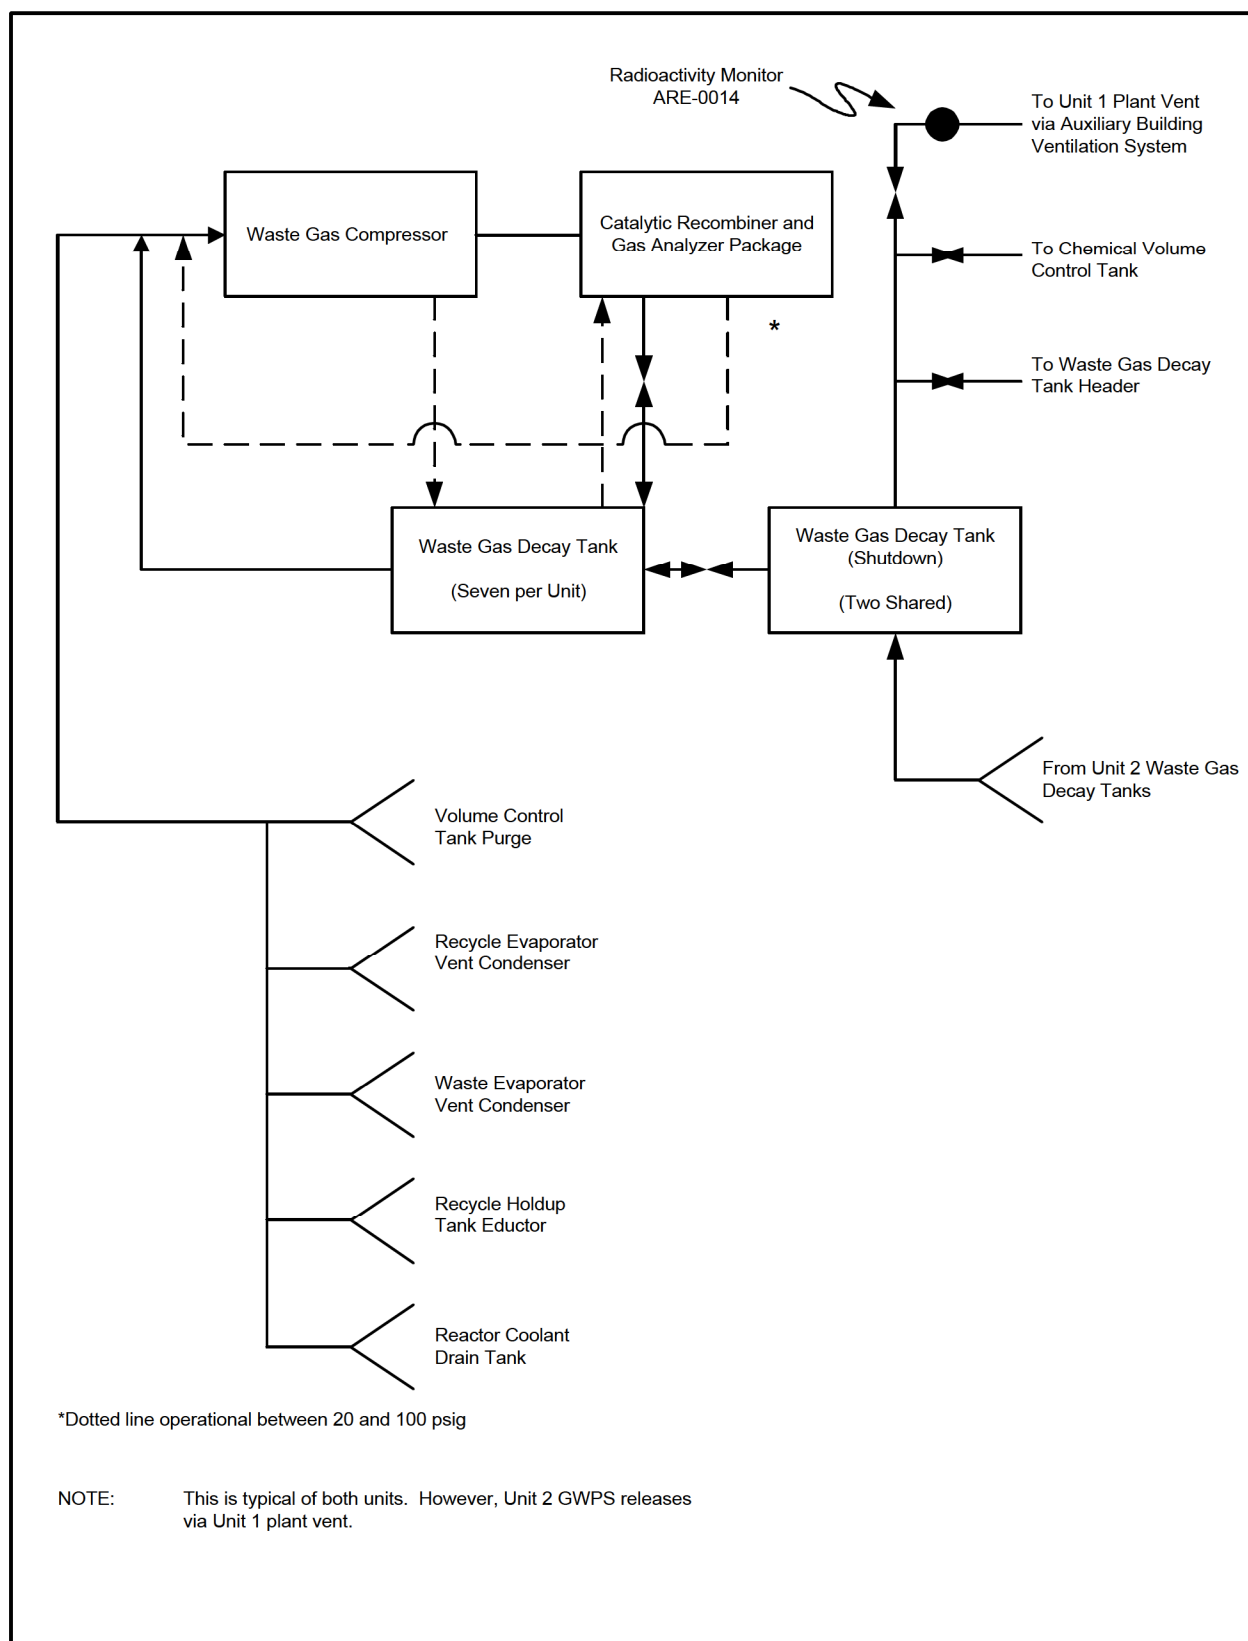 Radioactivity Monitor
ARE-0014
To Unit 1 Plant Vent
via Auxiliary Building
Ventilation System
Waste Gas Compressor
Catalytic Recombiner and
Gas Analyzer Package
To Chemical Volume
Control Tank
*
To Waste Gas Decay
Tank Header
Waste Gas Decay Tank
(Seven per Unit)
Waste Gas Decay Tank
(Shutdown)
(Two Shared)
From Unit 2 Waste Gas
Decay Tanks
Volume Control
Tank Purge
Recycle Evaporator
Vent Condenser
Waste Evaporator
Vent Condenser
Recycle Holdup
Tank Eductor
Reactor Coolant
Drain Tank
*Dotted line operational between 20 and 100 psig
NOTE: This is typical of both units. However, Unit 2 GWPS releases
via Unit 1 plant vent.